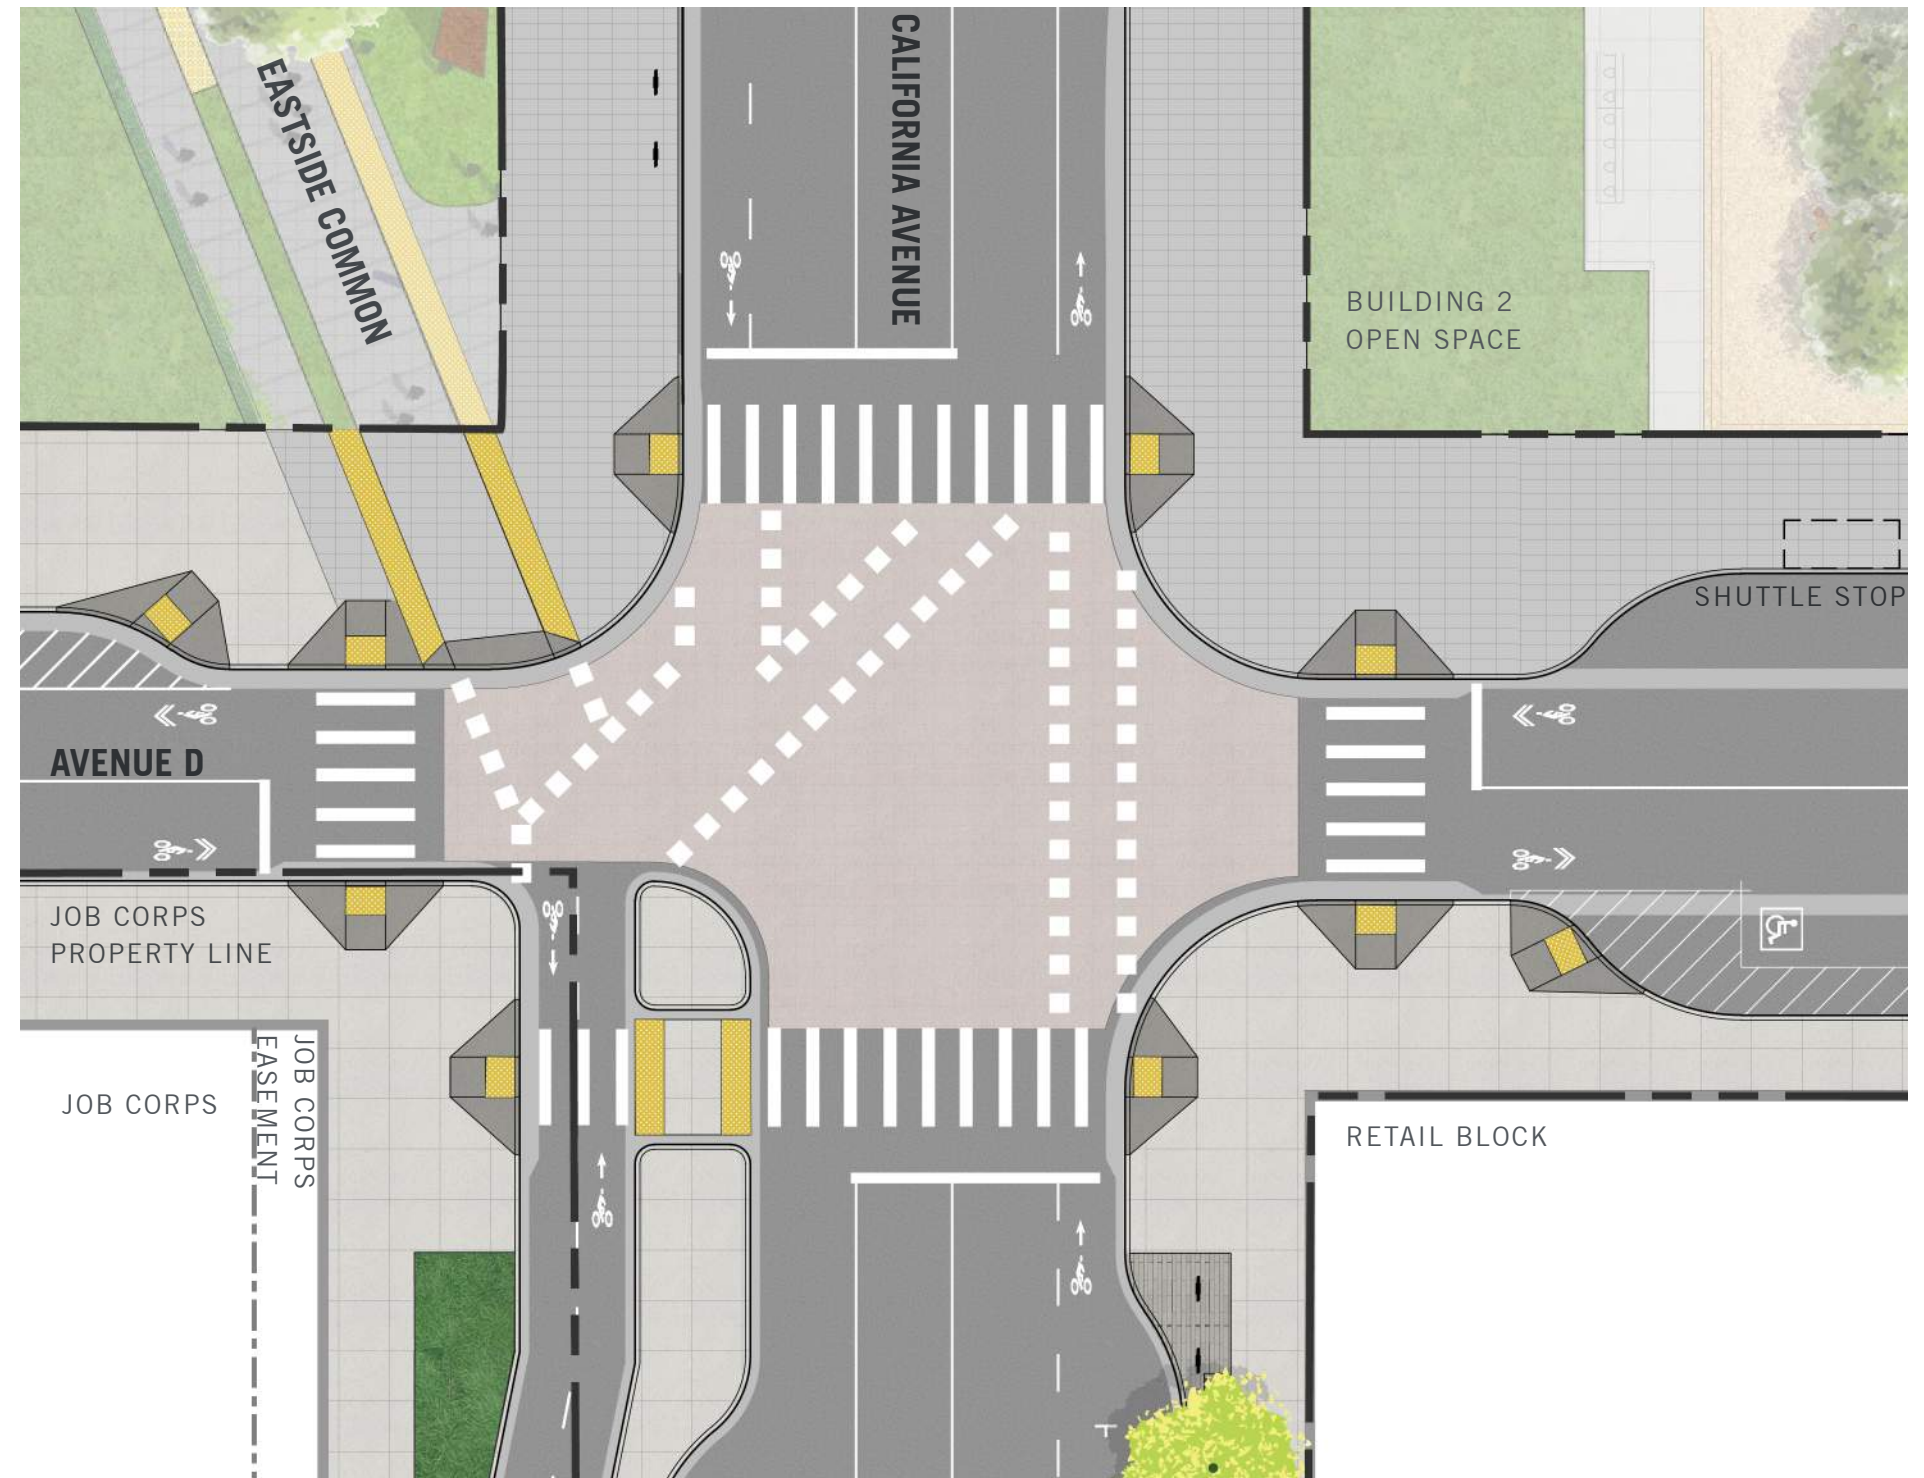 CALIFORNIA AVENUE
EASTSIDE COMMON
BUILDING 2
OPEN SPACE
SHUTTLE STOP
AVENUE D
JOB CORPS
PROPERTY LINE
JOB CORPS
EASEMENT
JOB CORPS
RETAIL BLOCK